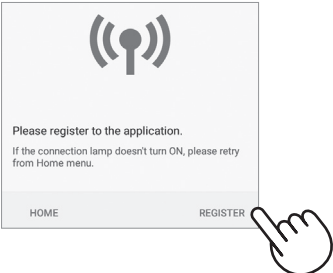 Please register to the application.
If the connection lamp doesn't turn ON, please retry
from Home menu.
HOME REGISTER